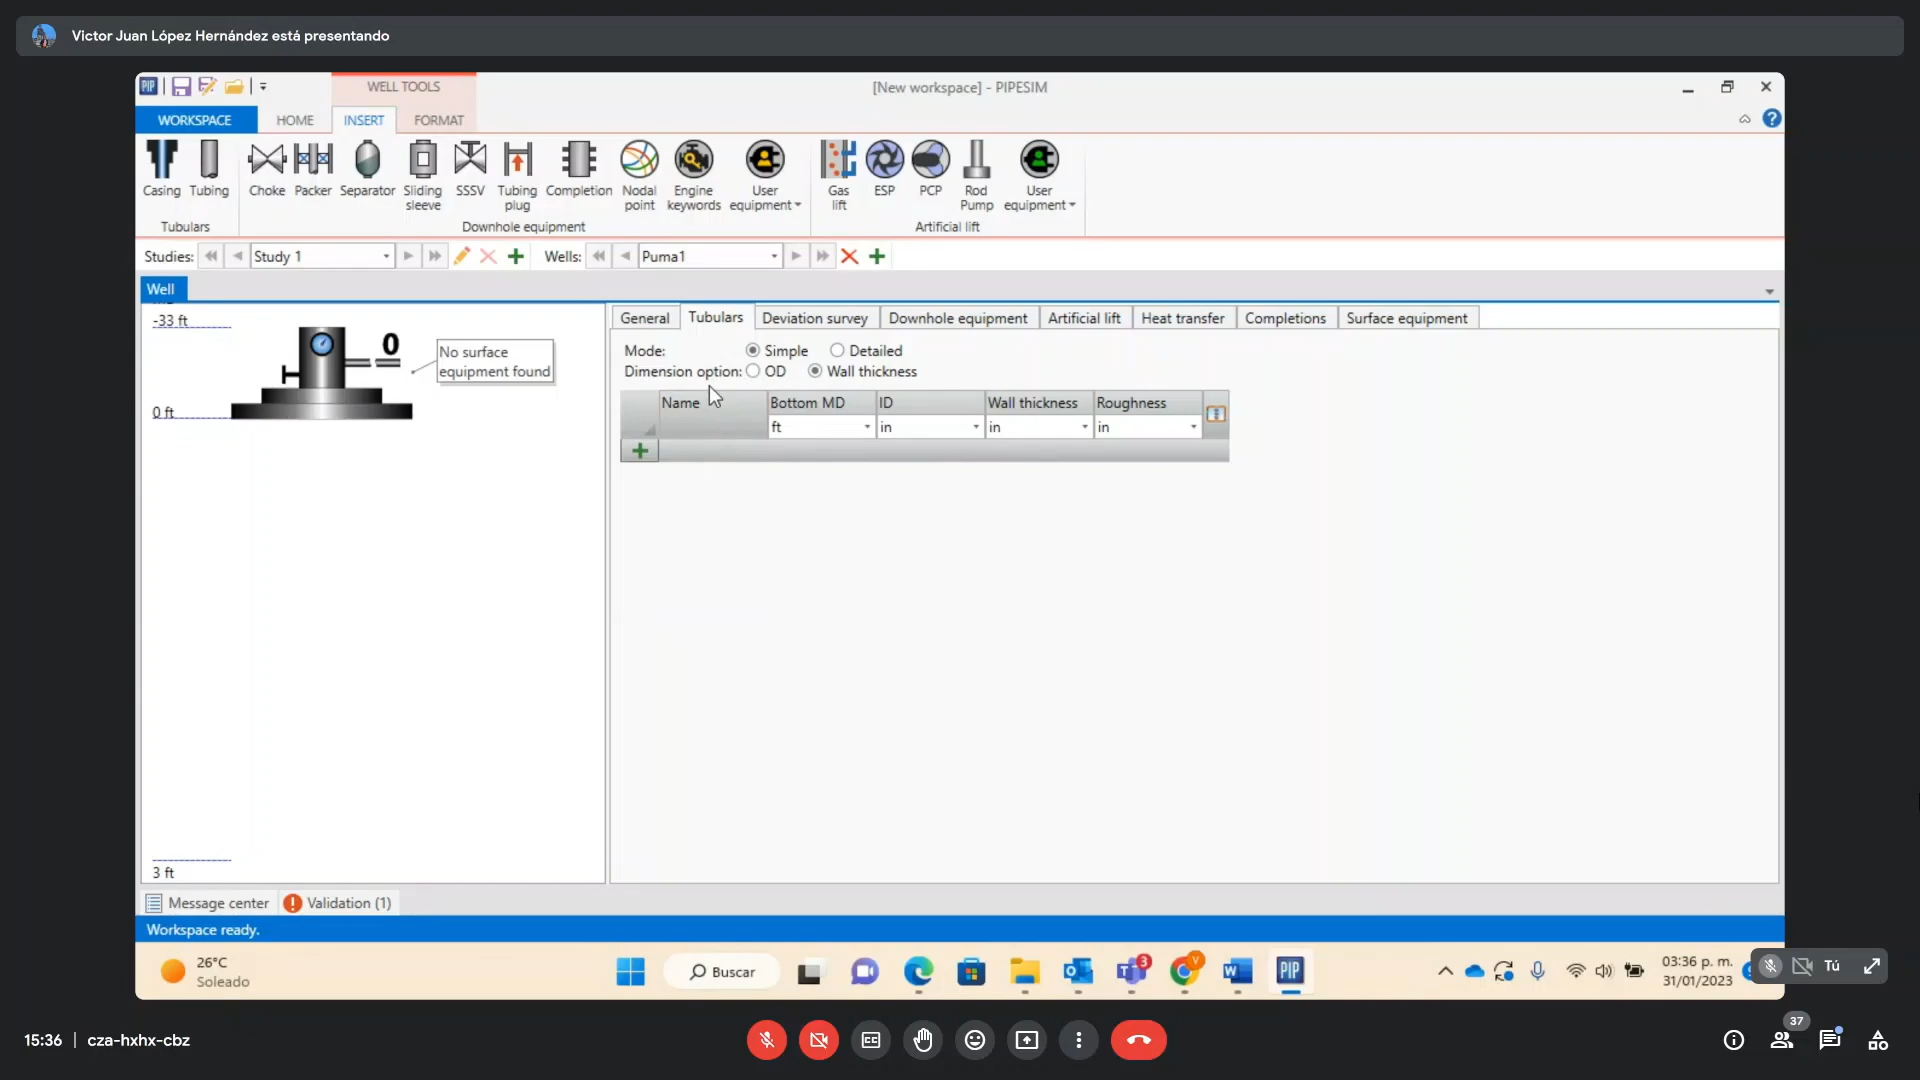 Victor Juan López Hernández está presentando
PIP
WELL TOOLS
[New workspace] - PIPESIM
WORKSPACE HOME INSERT FORMAT
Casing Tubing Choke Packer Separator Sliding sleeve SSSV Tubing plug Completion Nodal point Engine keywords User equipment Gas lift ESP PCP Rod Pump User equipment
Tubulars Downhole equipment Artificial lift
Studies: Study 1 Wells: Puma1
Well
-33 ft
0
No surface
equipment found
0 ft
3 ft
General Tubulars Deviation survey Downhole equipment Artificial lift Heat transfer Completions Surface equipment
Mode: Simple Detailed
Dimension option: OD Wall thickness
Name Bottom MD ID Wall thickness Roughness
ft in in in
Message center Validation (1)
Workspace ready.
26°C
Soleado
Buscar
3
V
PIP
03:36 p. m.
31/01/2023
Tú
15:36 | cza-hxhx-cbz
37